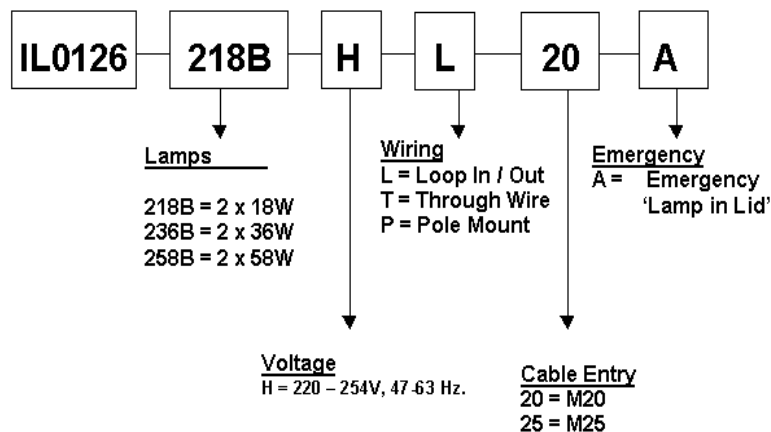 IL0126 218B H L 20 A
Lamps
218B = 2 x 18W
236B = 2 x 36W
258B = 2 x 58W
Wiring
L = Loop In / Out
T = Through Wire
P = Pole Mount
Emergency
A = Emergency
‘Lamp in Lid’
Voltage
H = 220 – 254V, 47-63 Hz.
Cable Entry
20 = M20
25 = M25